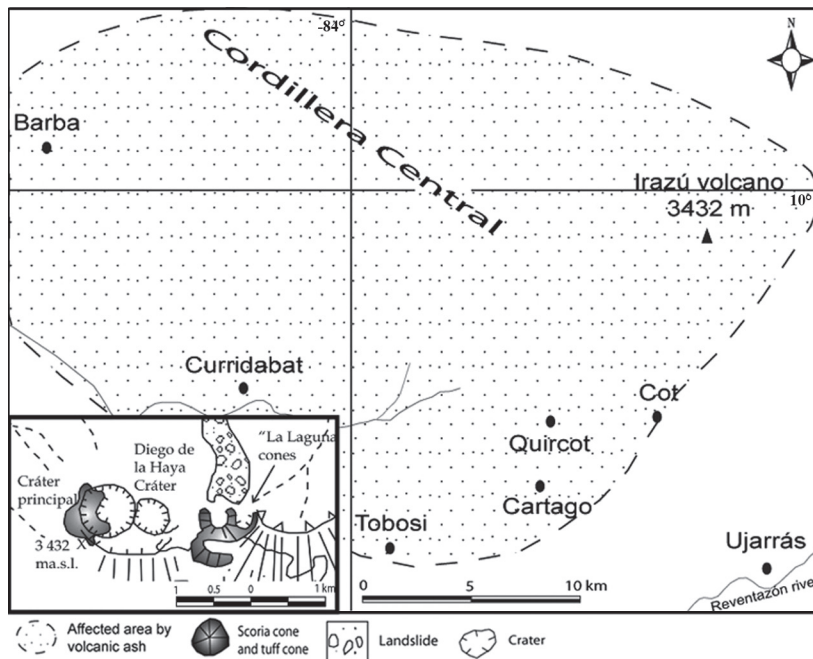 -84°
N
Cordillera Central
Barba
Irazú volcano
3432 m
10°
Curridabat
Cot
Quircot
Cartago
Tobosi
Ujarrás
Reventazón rive
"La Laguna
cones
Diego de
la Haya
Cráter
Cráter
principal
3 432 X
ma.s.l.
1 0.5 0 1 km
0 5 10 km
Affected area by
volcanic ash
Scoria cone
and tuff cone
Landslide
Crater